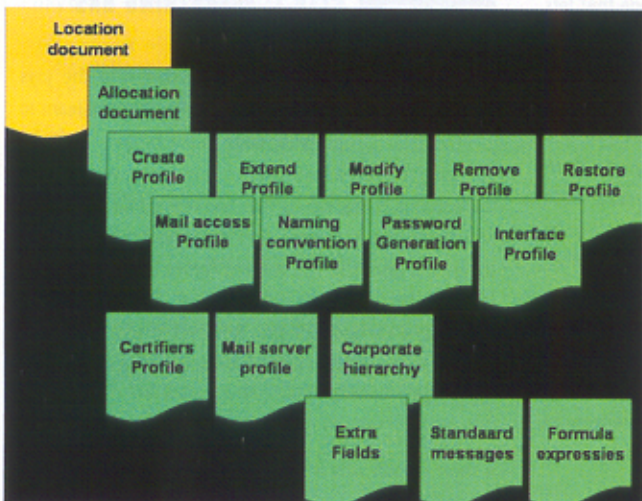 Location
document
Allocation
document
Create
Profile
Extend
Profile
Modify
Profile
Remove
Profile
Restore
Profile
Mail access
Profile
Naming
convention
Profile
Password
Generation
Profile
Interface
Profile
Certifiers
Profile
Mail server
profile
Corporate
hierarchy
Extra
Fields
Standaard
messages
Formula
expressies